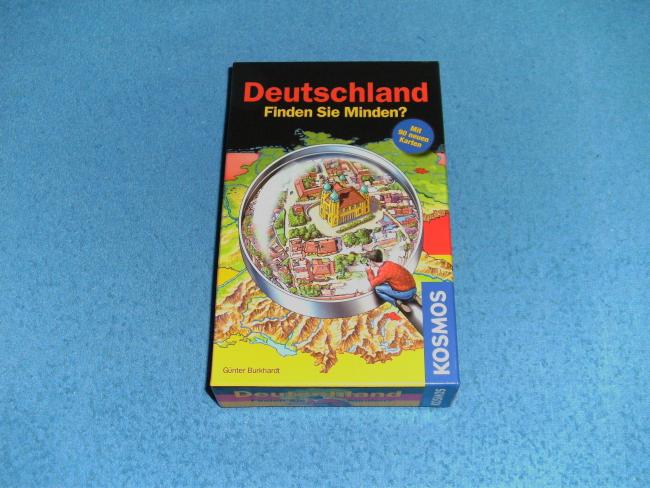 Deutschland
Finden Sie Minden?
Mit
90 neuen
Karten
KOSMOS
Günter Burkhardt
Deutschland
KOSMOS